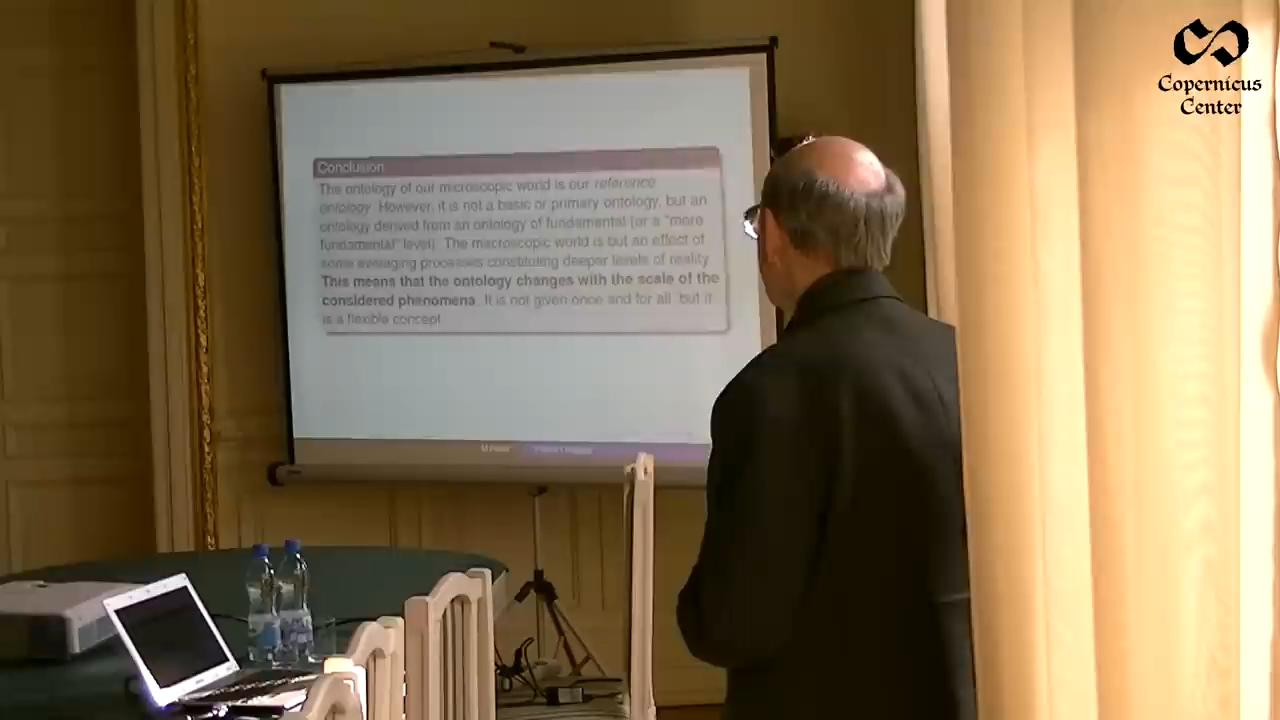 Copernicus
Center
Conclusion
The ontology of our microscopic world is our reference
ontology. However, it is not a basic or primary ontology, but an
ontology derived from an ontology of fundamental (or a "more
fundamental" level). The macroscopic world is but an effect of
some averaging processes constituting deeper levels of reality.
This means that the ontology changes with the scale of the
considered phenomena. It is not given once and for all, but it
is a flexible concept.